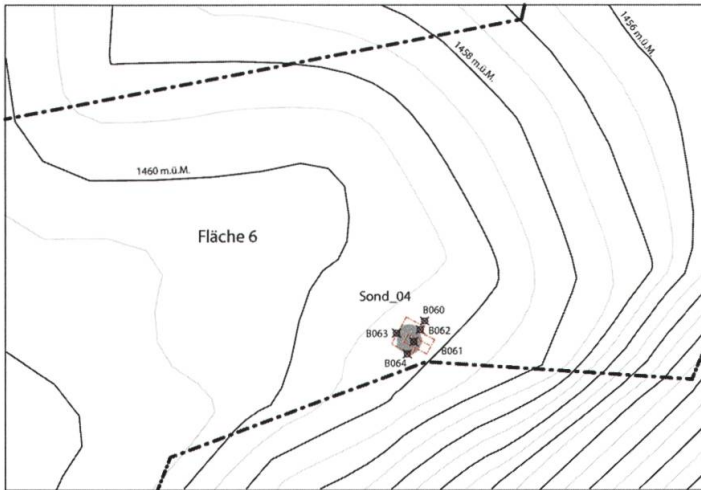 1456 m.ü.M.
1458 m.ü.M.
1460 m.ü.M.
Fläche 6
Sond_04
B060
B063
B062
B061
B064